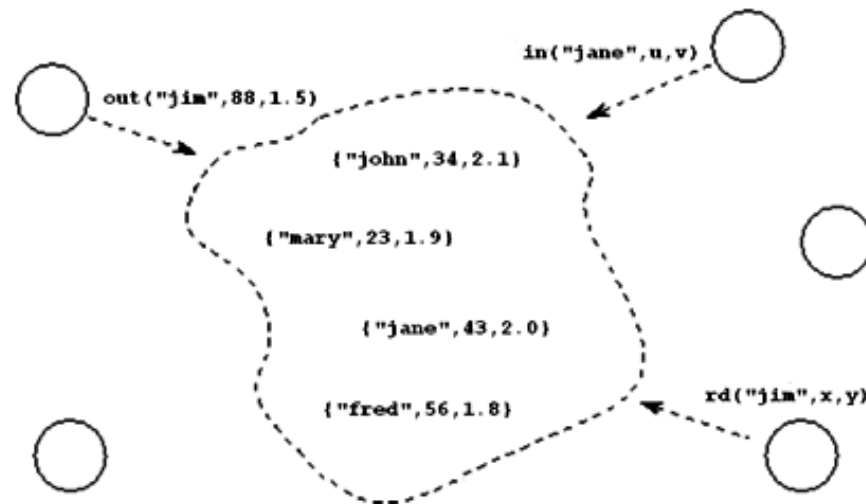 in("jane",u,v)
out("jim",88,1.5)
{"john",34,2.1}
{"mary",23,1.9}
{"jane",43,2.0}
{"fred",56,1.8}
rd("jim",x,y)